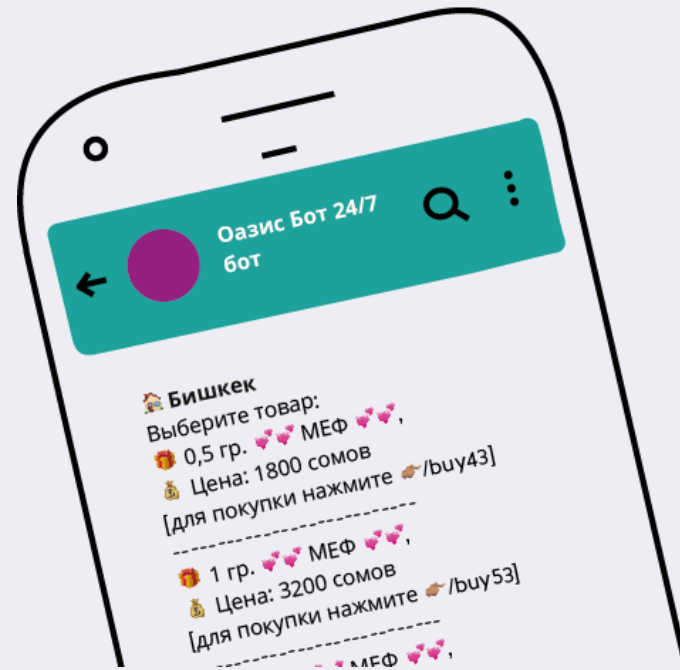 Оазис Бот 24/7
бот
🏠 Бишкек
Выберите товар:
🎁 0,5 гр. 💕💕 МЕФ 💕💕,
💰 Цена: 1800 сомов
[для покупки нажмите 👉🏽/buy43]
-----------------------------
🎁 1 гр. 💕💕 МЕФ 💕💕,
💰 Цена: 3200 сомов
[для покупки нажмите 👉🏽/buy53]
-----------------------------
МЕФ 💕💕,